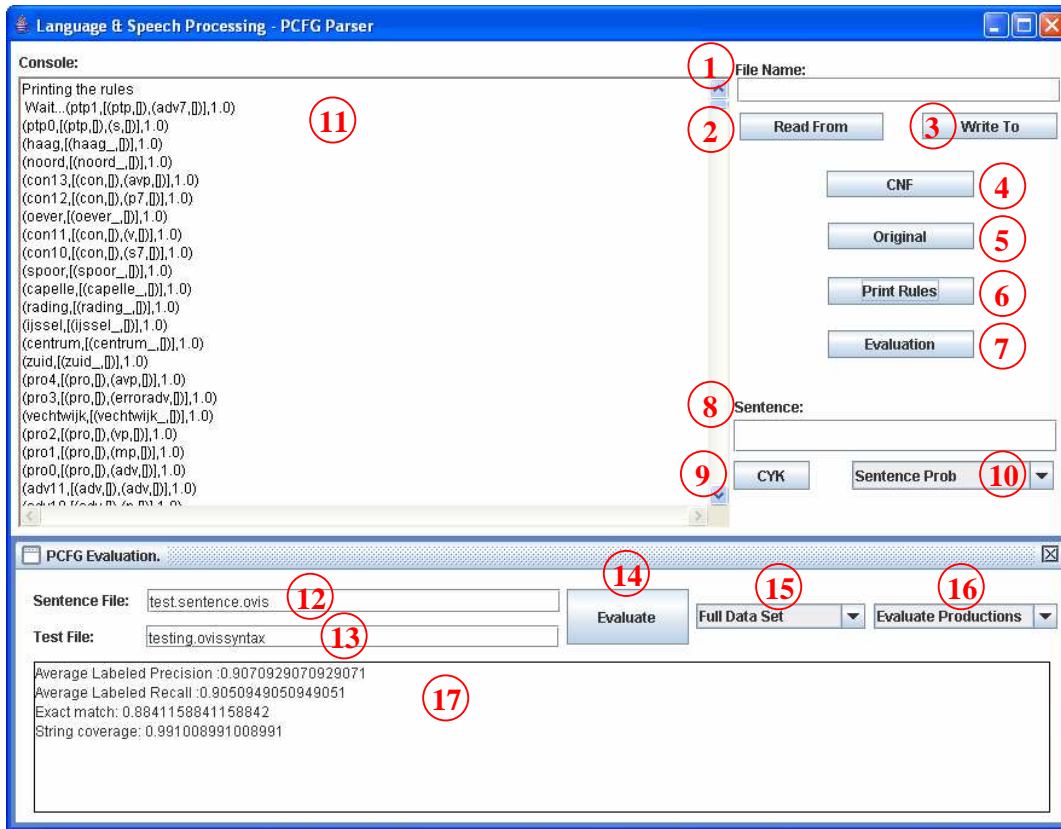 Language & Speech Processing - PCFG Parser
Console:
Printing the rules
Wait...(ptp1,[(ptp,[]),(adv7,[])],1.0)
(ptp0,[(ptp,[]),(s,[])],1.0)
(haag,[(haag_,[])],1.0)
(noord,[(noord_,[])],1.0)
(con13,[(con,[]),(avp,[])],1.0)
(con12,[(con,[]),(p7,[])],1.0)
(oever,[(oever_,[])],1.0)
(con11,[(con,[]),(v,[])],1.0)
(con10,[(con,[]),(s7,[])],1.0)
(spoor,[(spoor_,[])],1.0)
(capelle,[(capelle_,[])],1.0)
(rading,[(rading_,[])],1.0)
(ijssel,[(ijssel_,[])],1.0)
(centrum,[(centrum_,[])],1.0)
(zuid,[(zuid_,[])],1.0)
(pro4,[(pro,[]),(avp,[])],1.0)
(pro3,[(pro,[]),(erroradv,[])],1.0)
(vechtwijk,[(vechtwijk_,[])],1.0)
(pro2,[(pro,[]),(vp,[])],1.0)
(pro1,[(pro,[]),(mp,[])],1.0)
(pro0,[(pro,[]),(adv,[])],1.0)
(adv11,[(adv,[]),(adv,[])],1.0)
(adv10,[(adv,[]),(p,[])],1.0)
11
1 File Name:
2 Read From
3 Write To
CNF 4
Original 5
Print Rules 6
Evaluation 7
8 Sentence:
9 CYK
Sentence Prob 10
PCFG Evaluation.
Sentence File: test.sentence.ovis 12
Test File: testing.ovissyntax 13
14 Evaluate
15 Full Data Set
16 Evaluate Productions
Average Labeled Precision :0.9070929070929071
Average Labeled Recall :0.9050949050949051
Exact match: 0.8841158841158842
String coverage: 0.991008991008991
17